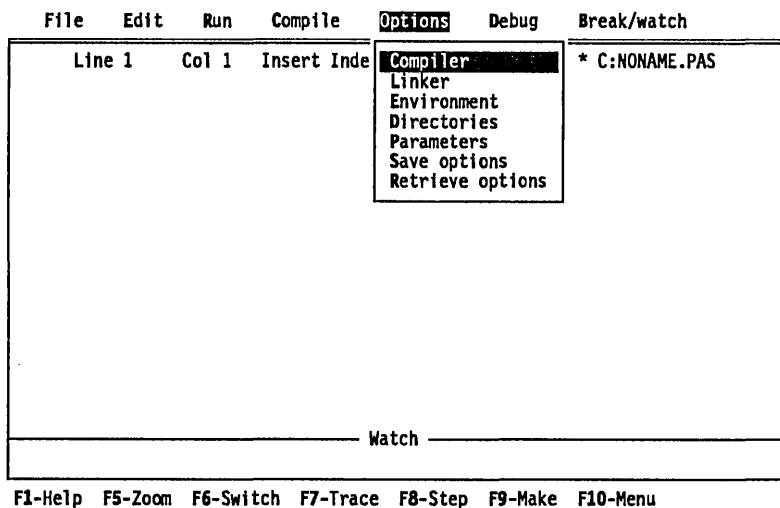 File Edit Run Compile Options Debug Break/watch
Line 1 Col 1 Insert Inde * C:NONAME.PAS
Compiler
Linker
Environment
Directories
Parameters
Save options
Retrieve options
Watch
F1-Help F5-Zoom F6-Switch F7-Trace F8-Step F9-Make F10-Menu